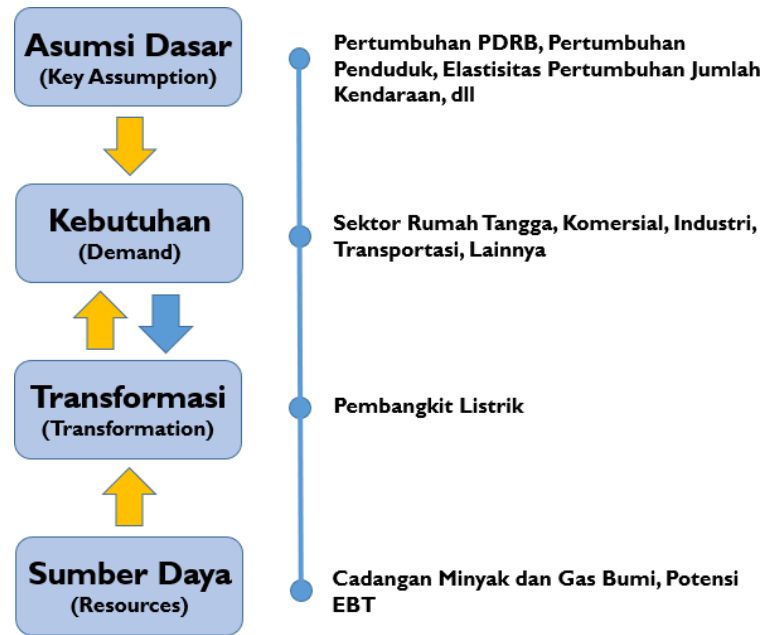 Asumsi Dasar
(Key Assumption)
Pertumbuhan PDRB, Pertumbuhan
Penduduk, Elastisitas Pertumbuhan Jumlah
Kendaraan, dll
Kebutuhan
(Demand)
Sektor Rumah Tangga, Komersial, Industri,
Transportasi, Lainnya
Transformasi
(Transformation)
Pembangkit Listrik
Sumber Daya
(Resources)
Cadangan Minyak dan Gas Bumi, Potensi
EBT